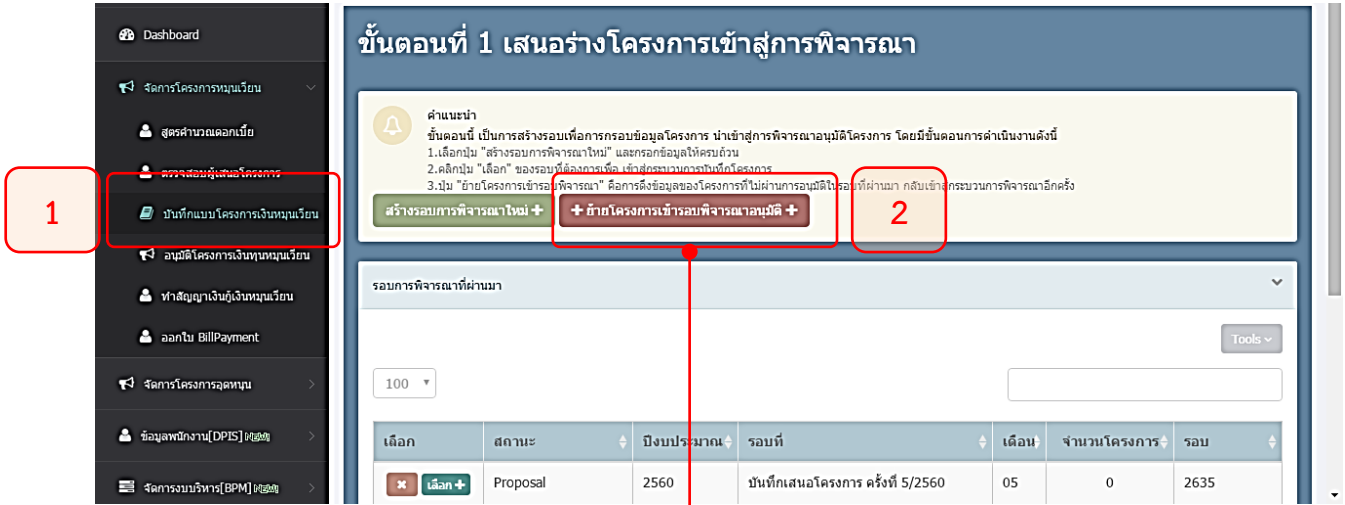 Dashboard
จัดการโครงการหมุนเวียน
สูตรคำนวณดอกเบี้ย
ตรวจสอบผู้เสนอโครงการ
1
บันทึกแบบโครงการเงินหมุนเวียน
อนุมัติโครงการเงินทุนหมุนเวียน
ทำสัญญาเงินกู้เงินหมุนเวียน
ออกใบ BillPayment
จัดการโครงการอุดหนุน
ข้อมูลพนักงาน[DPIS]
จัดการงบบริหาร[BPM]
ขั้นตอนที่ 1 เสนอร่างโครงการเข้าสู่การพิจารณา
คำแนะนำ
ขั้นตอนนี้ เป็นการสร้างรอบเพื่อการกรอบข้อมูลโครงการ นำเข้าสู่การพิจารณาอนุมัติโครงการ โดยมีขั้นตอนการดำเนินงานดังนี้
1.เลือกปุ่ม "สร้างรอบการพิจารณาใหม่" และกรอกข้อมูลให้ครบถ้วน
2.คลิกปุ่ม "เลือก" ของรอบที่ต้องการเพื่อ เข้าสู่กระบวนการบันทึกโครงการ
3.ปุ่ม "ย้ายโครงการเข้ารอบพิจารณา" คือการดึงข้อมูลของโครงการที่ไม่ผ่านการอนุมัติในรอบที่ผ่านมา กลับเข้าสู่กระบวนการพิจารณาอีกครั้ง
สร้างรอบการพิจารณาใหม่ + + ย้ายโครงการเข้ารอบพิจารณาอนุมัติ +
2
รอบการพิจารณาที่ผ่านมา
Tools
100
เลือก สถานะ ปีงบประมาณ รอบที่ เดือน จำนวนโครงการ รอบ
เลือก + Proposal 2560 บันทึกเสนอโครงการ ครั้งที่ 5/2560 05 0 2635